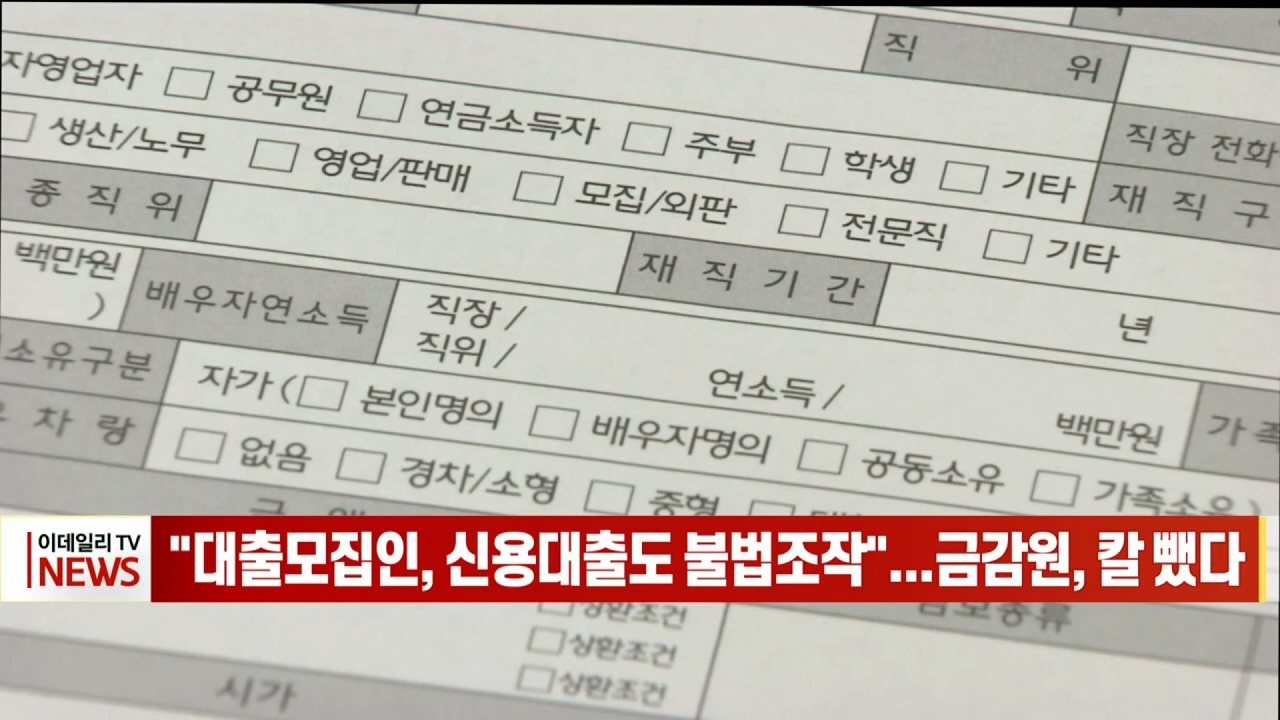 직 위
자영업자 □ 공무원 □ 연금소득자 □ 주부 □ 학생 □ 기타
직장 전화
생산/노무 □ 영업/판매 □ 모집/외판 □ 전문직 □ 기타
재 직 구
종 직 위
재 직 기 간
년
백만원
)
배우자연소득
직장 /
직위 /
연소득 /
백만원
가 족
소유구분
자가 ( □ 본인명의 □ 배우자명의 □ 공동소유 □ 가족소유 )
차 량
□ 없음 □ 경차/소형 □ 중형
이데일리 TV
NEWS
"대출모집인, 신용대출도 불법조작"...금감원, 칼 뺐다
□ 상환조건
담보종류
□ 상환조건
□ 상환조건
시가